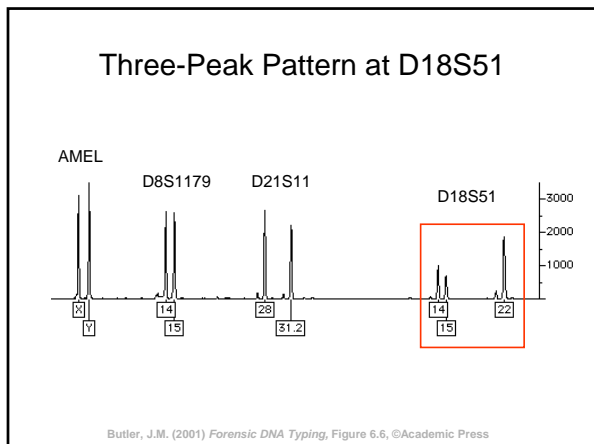 Three-Peak Pattern at D18S51
AMEL
D8S1179
D21S11
D18S51
3000
2000
1000
X
14
28
14
22
Y
15
31.2
15
Butler, J.M. (2001) Forensic DNA Typing, Figure 6.6, ©Academic Press